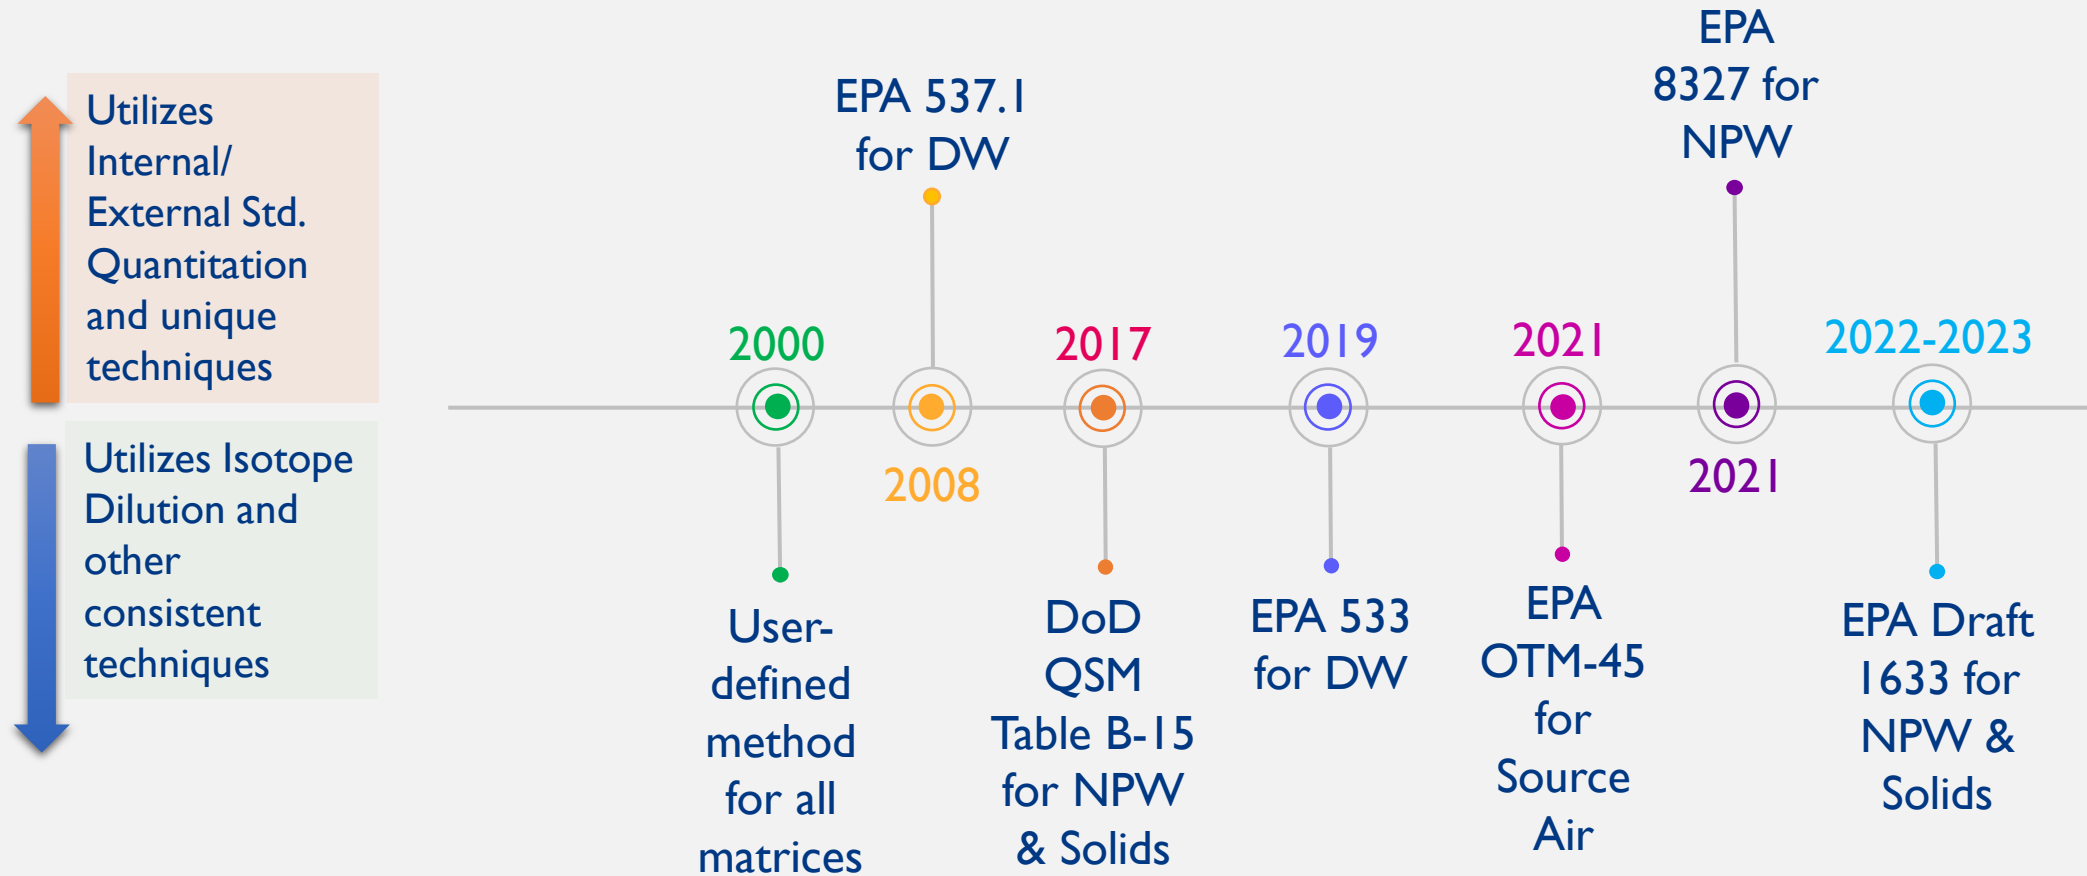 Utilizes
Internal/
External Std.
Quantitation
and unique
techniques
Utilizes Isotope
Dilution and
other
consistent
techniques
EPA 537.1
for DW
EPA
8327 for
NPW
2000
2008
2017
2019
2021
2021
2022-2023
User-
defined
method
for all
matrices
DoD
QSM
Table B-15
for NPW
& Solids
EPA 533
for DW
EPA
OTM-45
for
Source
Air
EPA Draft
1633 for
NPW &
Solids